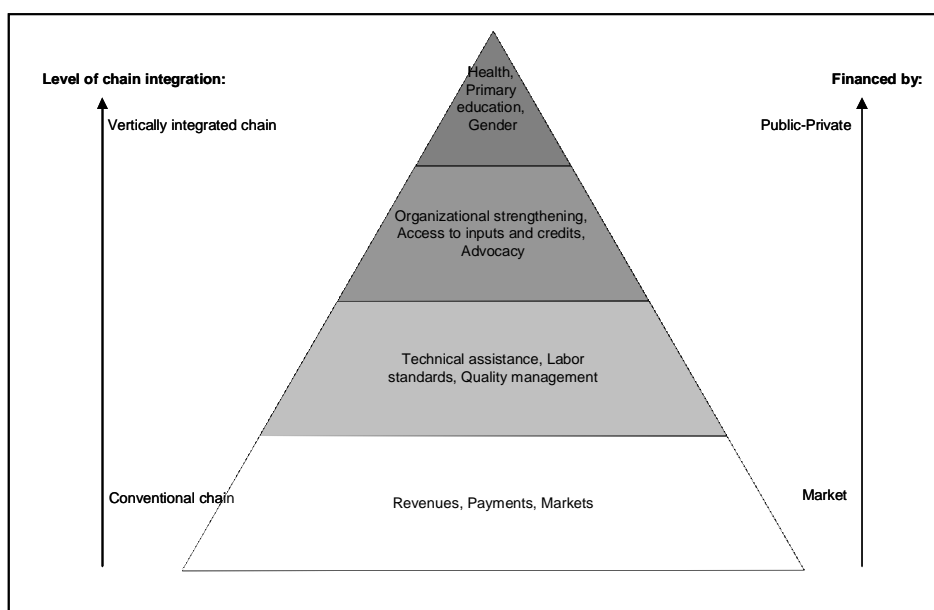 Level of chain integration:
Financed by:
Vertically integrated chain
Public-Private
Health,
Primary
education,
Gender
Organizational strengthening,
Access to inputs and credits,
Advocacy
Technical assistance, Labor
standards, Quality management
Conventional chain
Revenues, Payments, Markets
Market